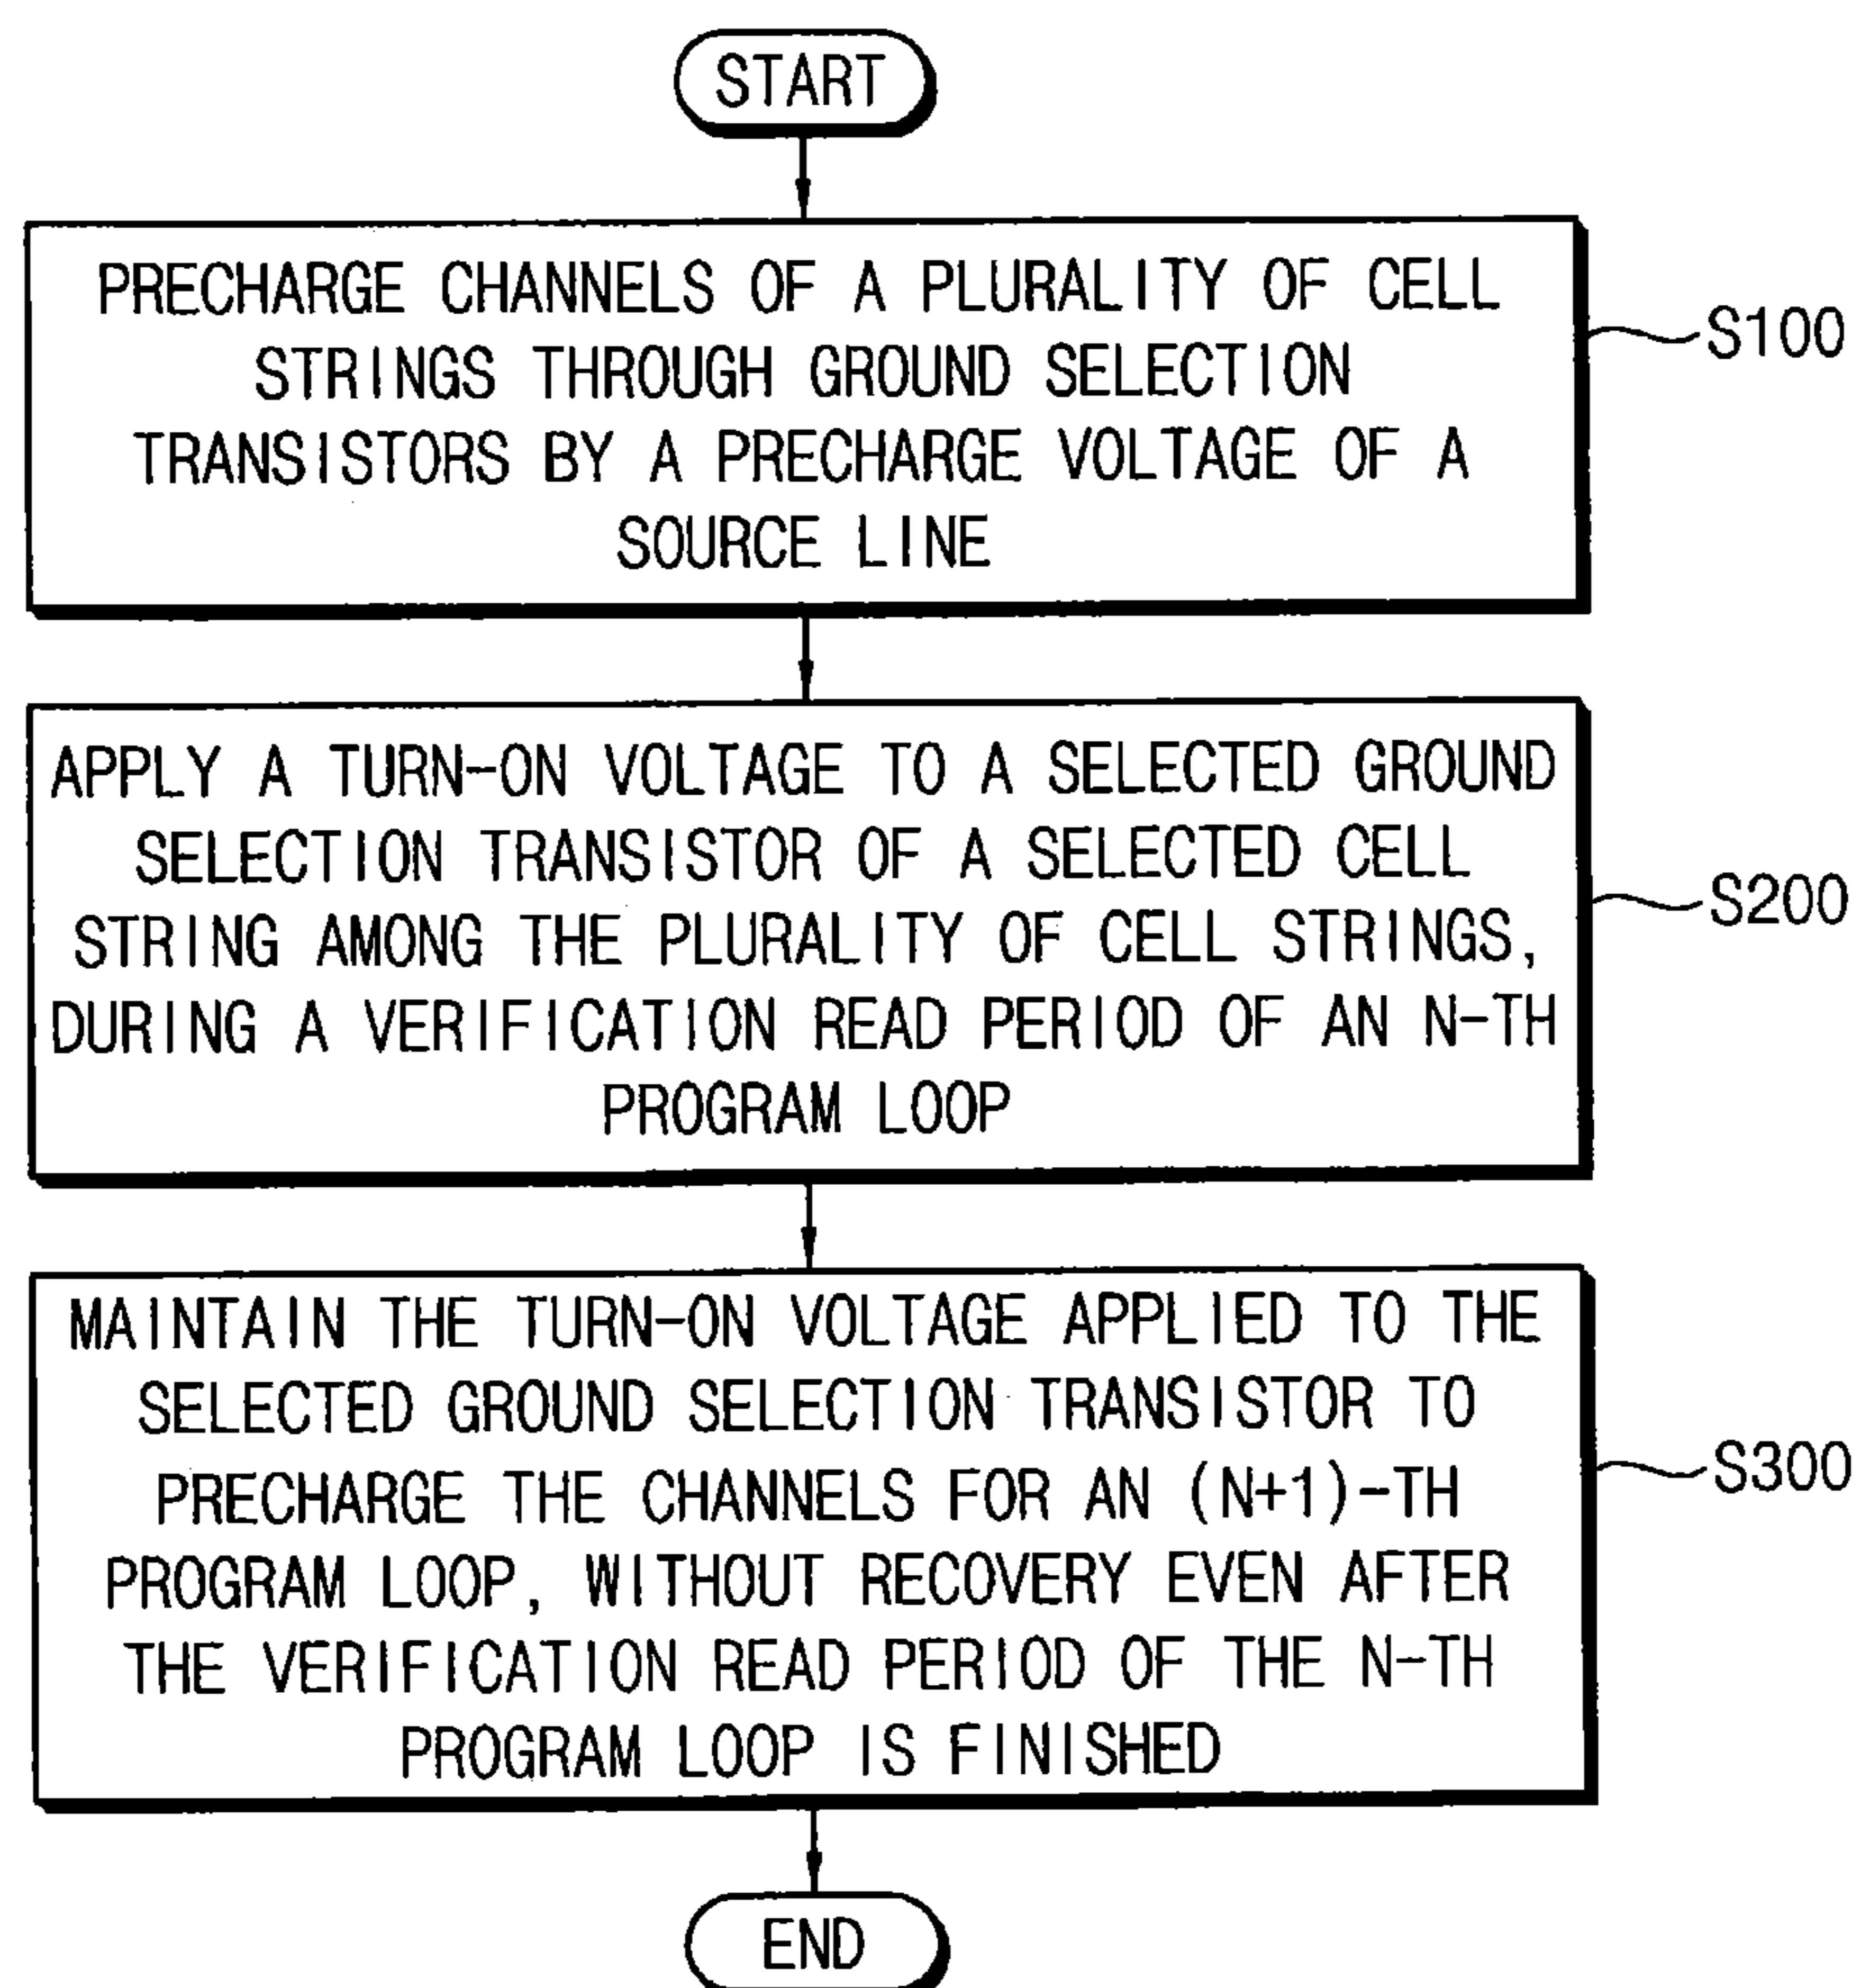 START
PRECHARGE CHANNELS OF A PLURALITY OF CELL
STRINGS THROUGH GROUND SELECTION
TRANSISTORS BY A PRECHARGE VOLTAGE OF A
SOURCE LINE
S100
APPLY A TURN-ON VOLTAGE TO A SELECTED GROUND
SELECTION TRANSISTOR OF A SELECTED CELL
STRING AMONG THE PLURALITY OF CELL STRINGS,
DURING A VERIFICATION READ PERIOD OF AN N-TH
PROGRAM LOOP
S200
MAINTAIN THE TURN-ON VOLTAGE APPLIED TO THE
SELECTED GROUND SELECTION TRANSISTOR TO
PRECHARGE THE CHANNELS FOR AN (N+1)-TH
PROGRAM LOOP, WITHOUT RECOVERY EVEN AFTER
THE VERIFICATION READ PERIOD OF THE N-TH
PROGRAM LOOP IS FINISHED
S300
END